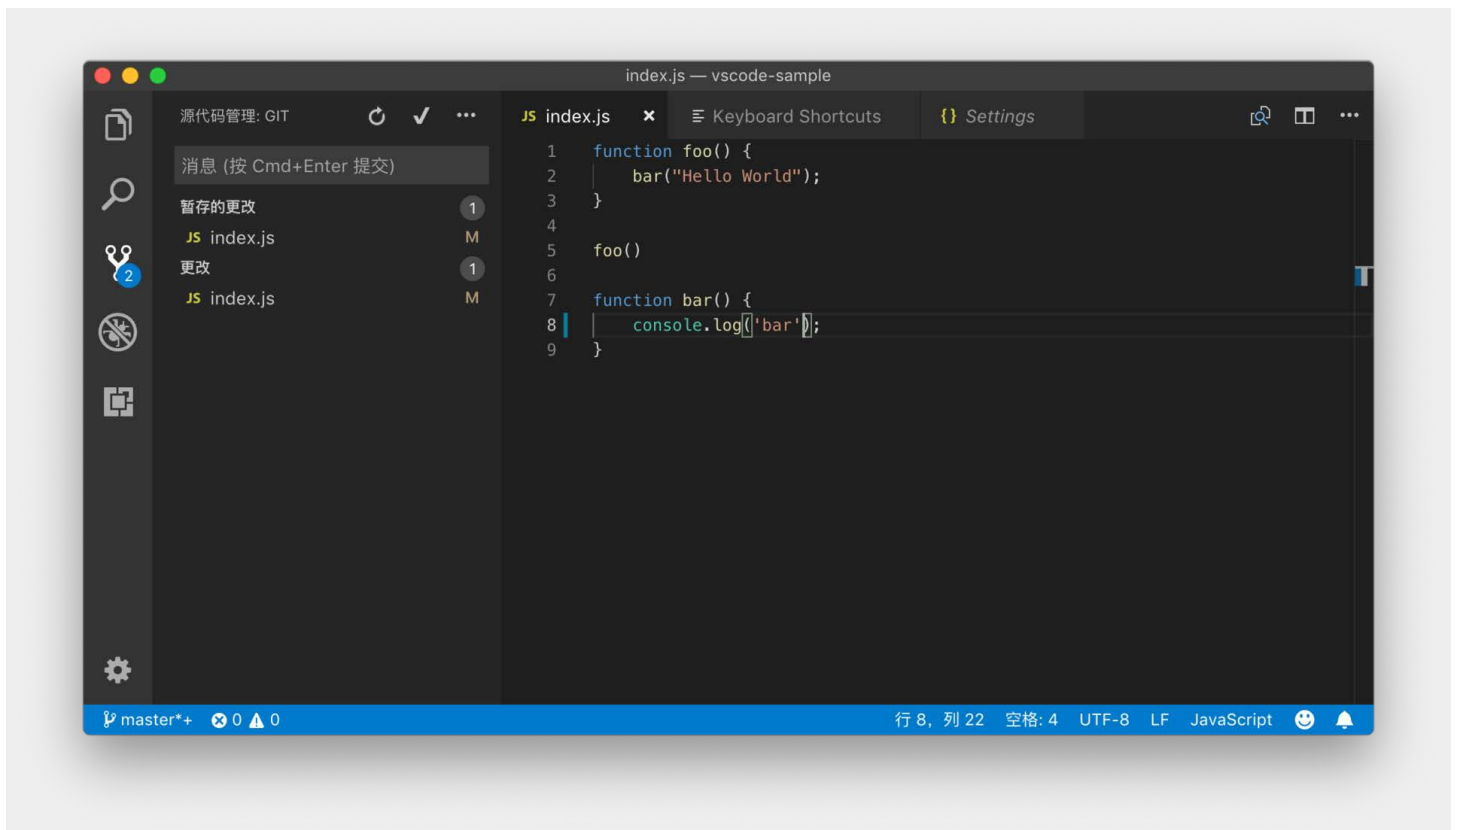 index.js — vscode-sample
源代码管理: GIT
消息 (按 Cmd+Enter 提交)
暂存的更改 1
JS index.js M
更改 1
JS index.js M
2
JS index.js × Keyboard Shortcuts {} Settings
1 function foo() {
2 bar("Hello World");
3 }
4
5 foo()
6
7 function bar() {
8 console.log('bar');
9 }
master*+ 0 0 行 8，列 22 空格: 4 UTF-8 LF JavaScript